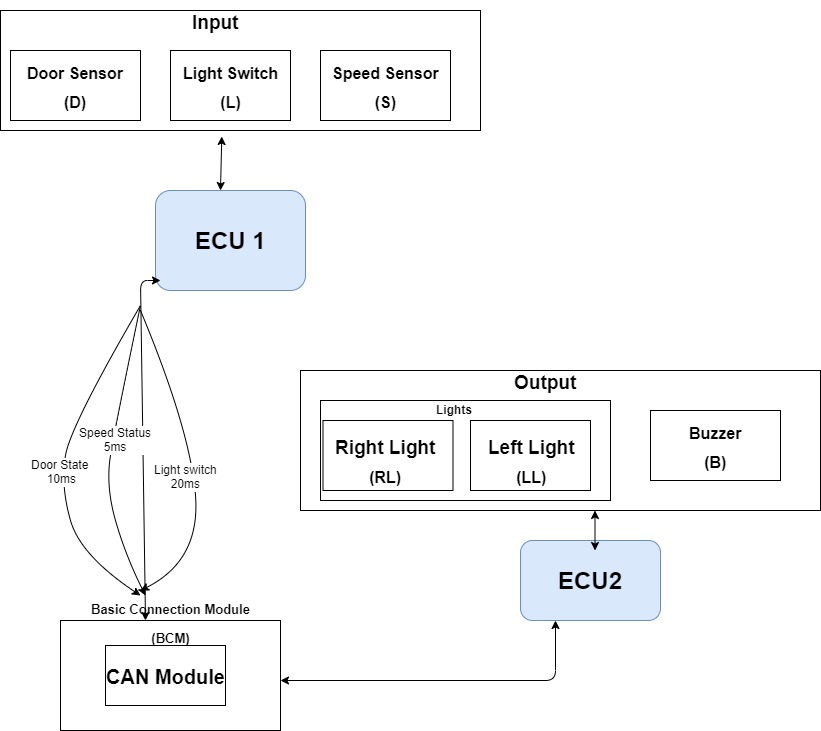 Input
Door Sensor
(D)
Light Switch
(L)
Speed Sensor
(S)
ECU 1
Speed Status
5ms
Door State
10ms
Light switch
20ms
Output
Lights
Right Light
(RL)
Left Light
(LL)
Buzzer
(B)
ECU2
Basic Connection Module
(BCM)
CAN Module